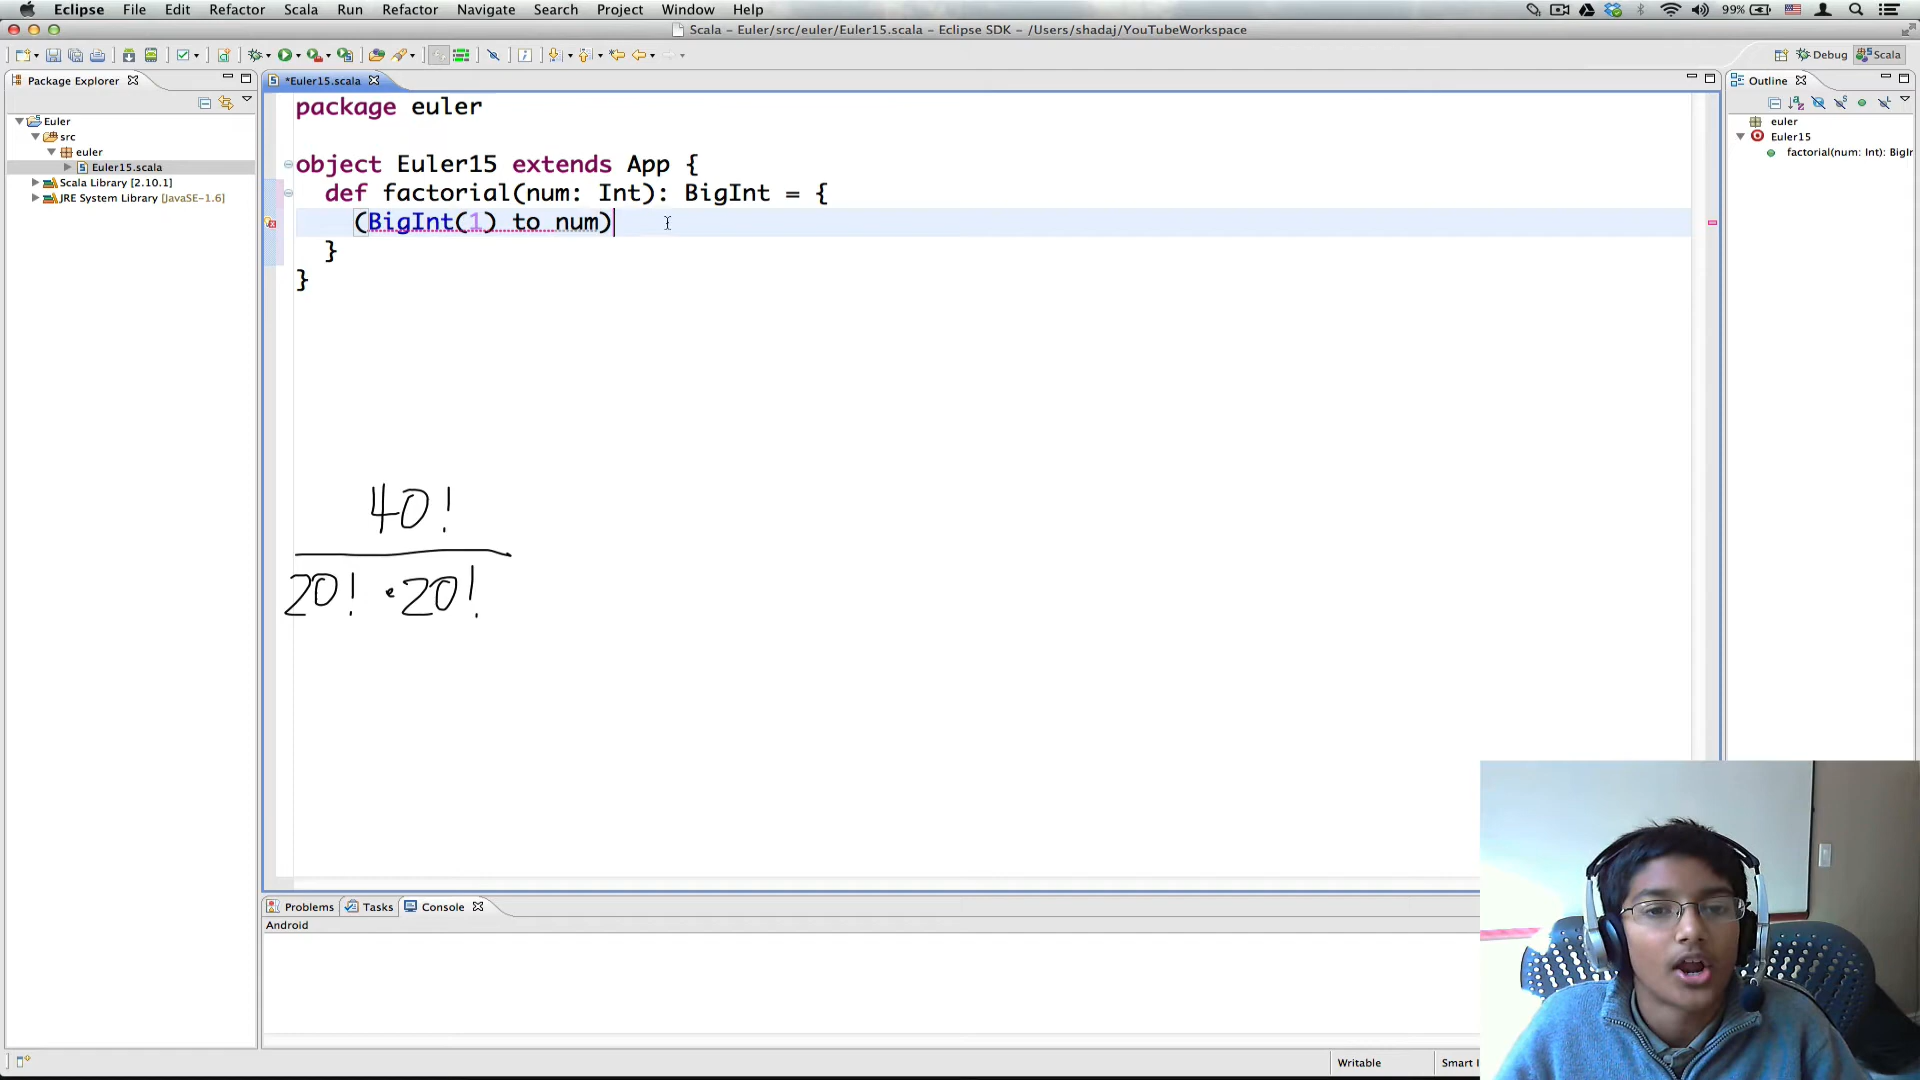 Eclipse File Edit Refactor Scala Run Refactor Navigate Search Project Window Help 99%
Scala – Euler/src/euler/Euler15.scala – Eclipse SDK – /Users/shadaj/YouTubeWorkspace
Debug Scala
Package Explorer
Euler
src
euler
Euler15.scala
Scala Library [2.10.1]
JRE System Library [JavaSE-1.6]
*Euler15.scala
package euler
object Euler15 extends App {
def factorial(num: Int): BigInt = {
(BigInt(1) to num)
}
}
40!
20! • 20!
Outline
euler
Euler15
factorial(num: Int): BigIr
Problems Tasks Console
Android
Writable Smart I